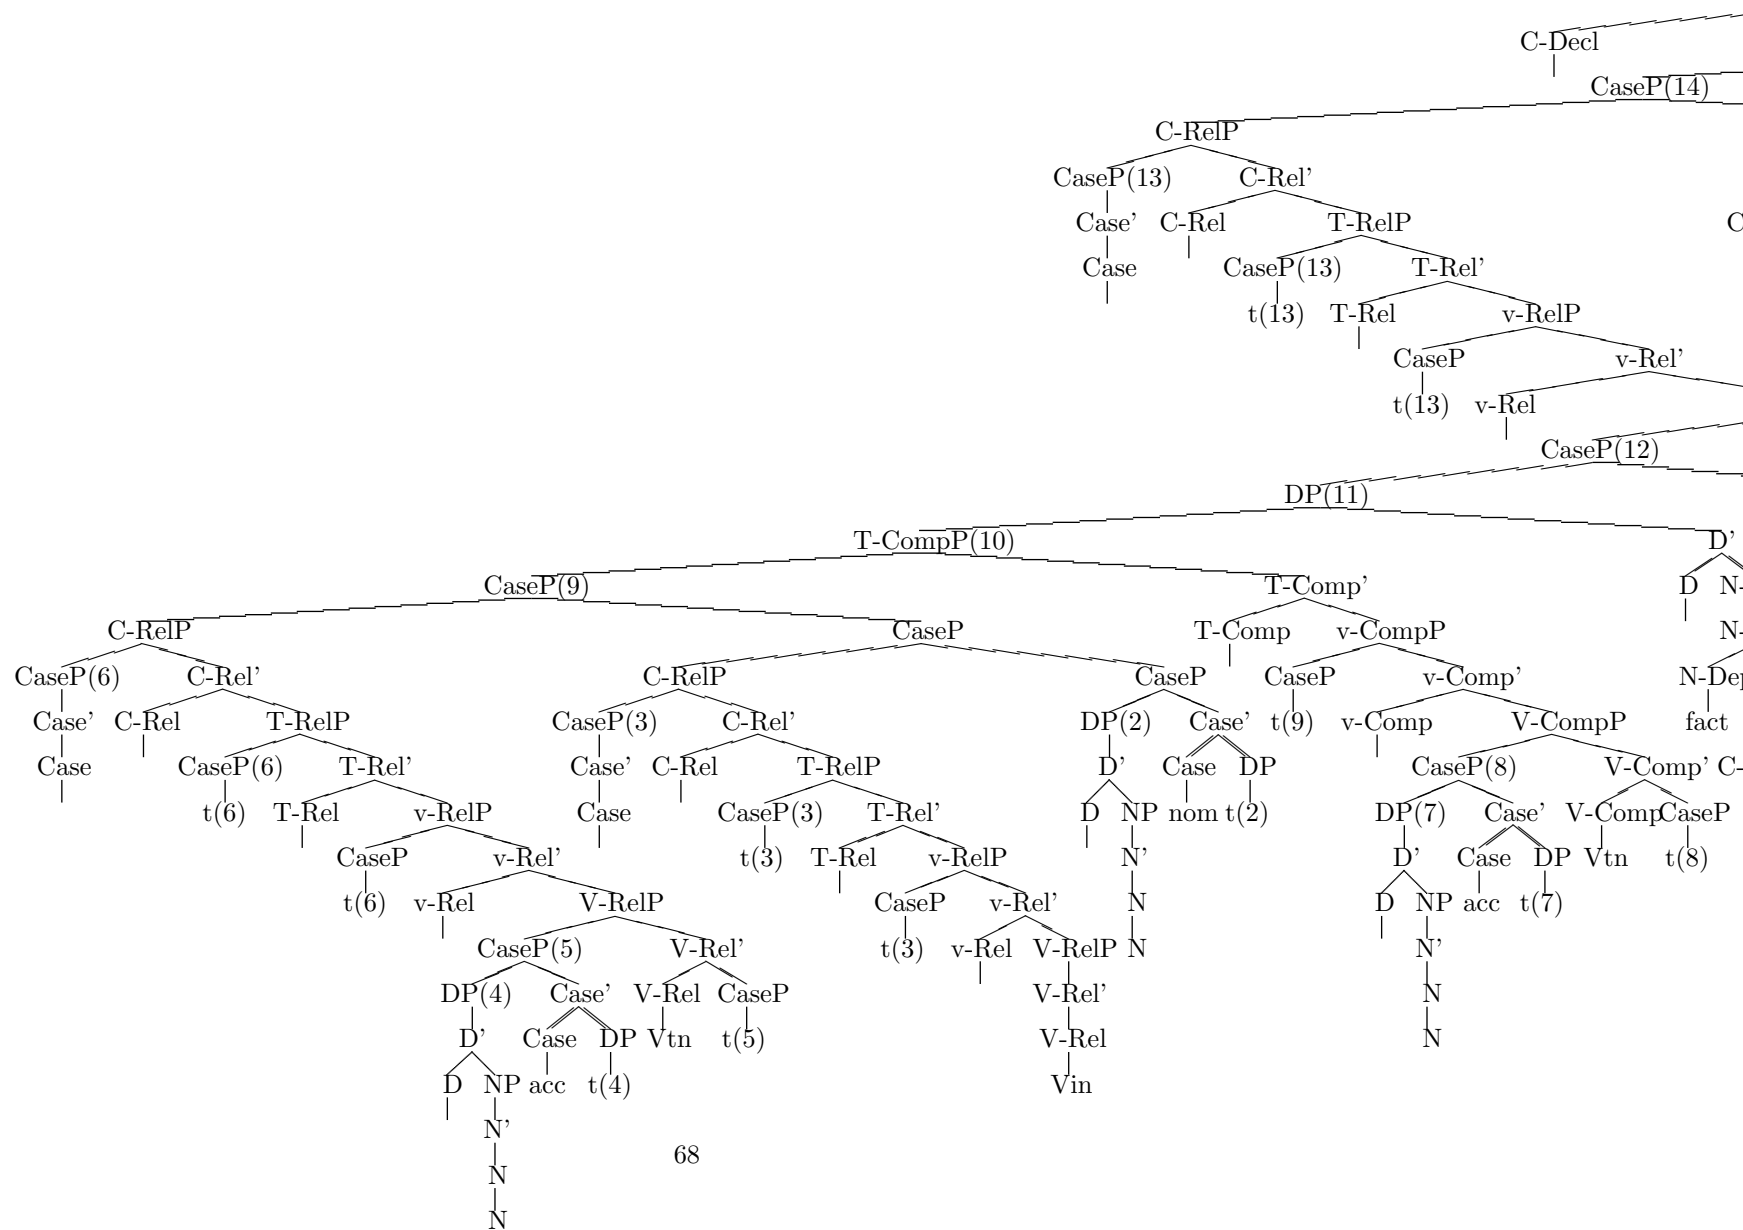 C-Decl
CaseP(14)
C-RelP
CaseP(13) C-Rel'
Case' C-Rel T-RelP C
Case CaseP(13) T-Rel'
t(13) T-Rel v-RelP
CaseP v-Rel'
t(13) v-Rel
CaseP(12)
DP(11)
T-CompP(10) D'
CaseP(9) T-Comp' D N-
C-RelP CaseP T-Comp v-CompP N-
CaseP(6) C-Rel' C-RelP CaseP CaseP v-Comp' N-Dep
Case' C-Rel T-RelP CaseP(3) C-Rel' DP(2) Case' t(9) v-Comp V-CompP fact
Case CaseP(6) T-Rel' Case' C-Rel T-RelP D' Case DP CaseP(8) V-Comp' C-
t(6) T-Rel v-RelP Case CaseP(3) T-Rel' D NP nom t(2) DP(7) Case' V-Comp CaseP
CaseP v-Rel' t(3) T-Rel v-RelP N' D' Case DP Vtn t(8)
t(6) v-Rel V-RelP CaseP v-Rel' N D NP acc t(7)
CaseP(5) V-Rel' t(3) v-Rel V-RelP N N'
DP(4) Case' V-Rel CaseP V-Rel' N
D' Case DP Vtn t(5) V-Rel N
D NP acc t(4) Vin
N'
68
N
N